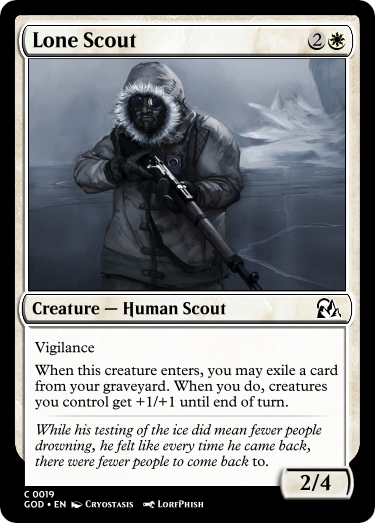 Lone Scout
2
Creature — Human Scout
Vigilance
When this creature enters, you may exile a card
from your graveyard. When you do, creatures
you control get +1/+1 until end of turn.
While his testing of the ice did mean fewer people
drowning, he felt like every time he came back,
there were fewer people to come back to.
2/4
C 0019
GOD • EN Cryostasis LorfPhish